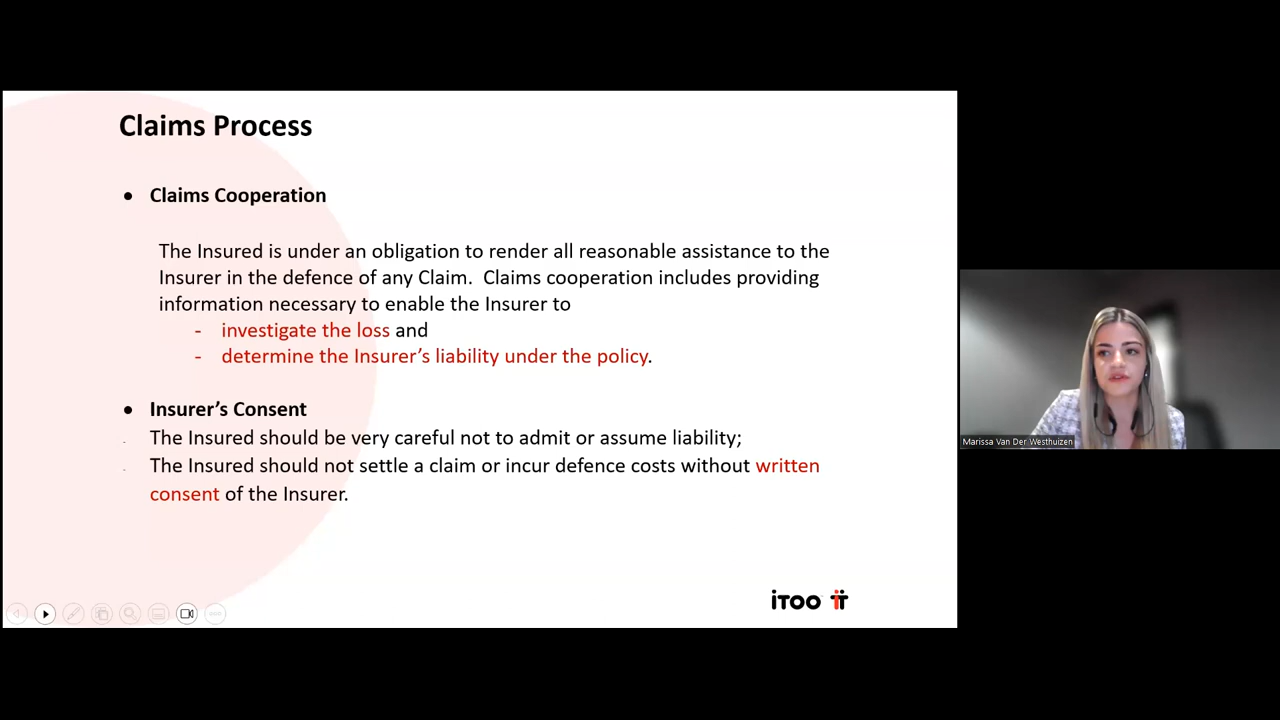 Claims Process
• Claims Cooperation
The Insured is under an obligation to render all reasonable assistance to the
Insurer in the defence of any Claim.  Claims cooperation includes providing
information necessary to enable the Insurer to
- investigate the loss and
- determine the Insurer's liability under the policy.
• Insurer's Consent
- The Insured should be very careful not to admit or assume liability;
- The Insured should not settle a claim or incur defence costs without written
consent of the Insurer.
iTOO
Marissa Van Der Westhuizen